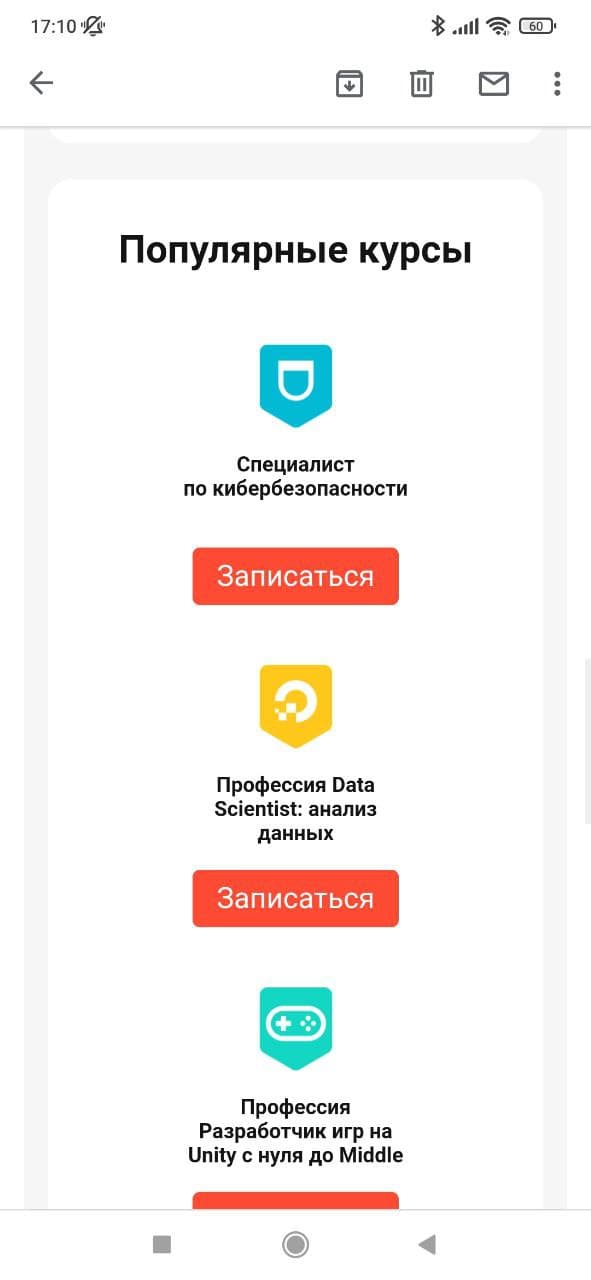 17:10
60
Популярные курсы
Специалист
по кибербезопасности
Записаться
Профессия Data
Scientist: анализ
данных
Записаться
Профессия
Разработчик игр на
Unity с нуля до Middle